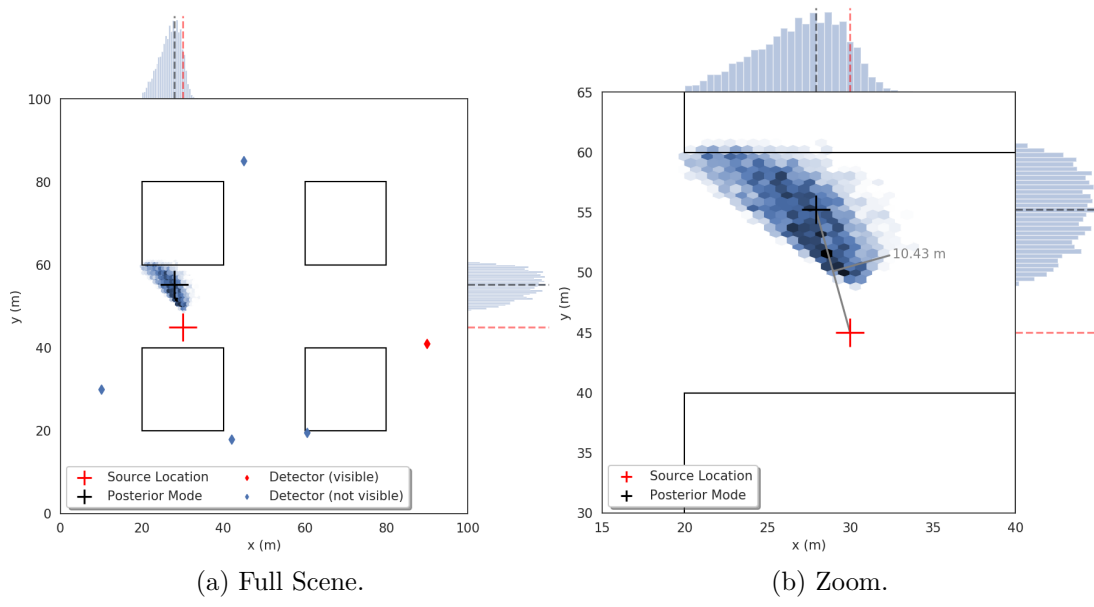 100
80
60
40
20
0
y (m)
0
20
40
60
80
100
x (m)
Source Location
Posterior Mode
Detector (visible)
Detector (not visible)
(a) Full Scene.
65
60
55
50
45
40
35
30
y (m)
10.43 m
Source Location
Posterior Mode
15
20
25
30
35
40
x (m)
(b) Zoom.